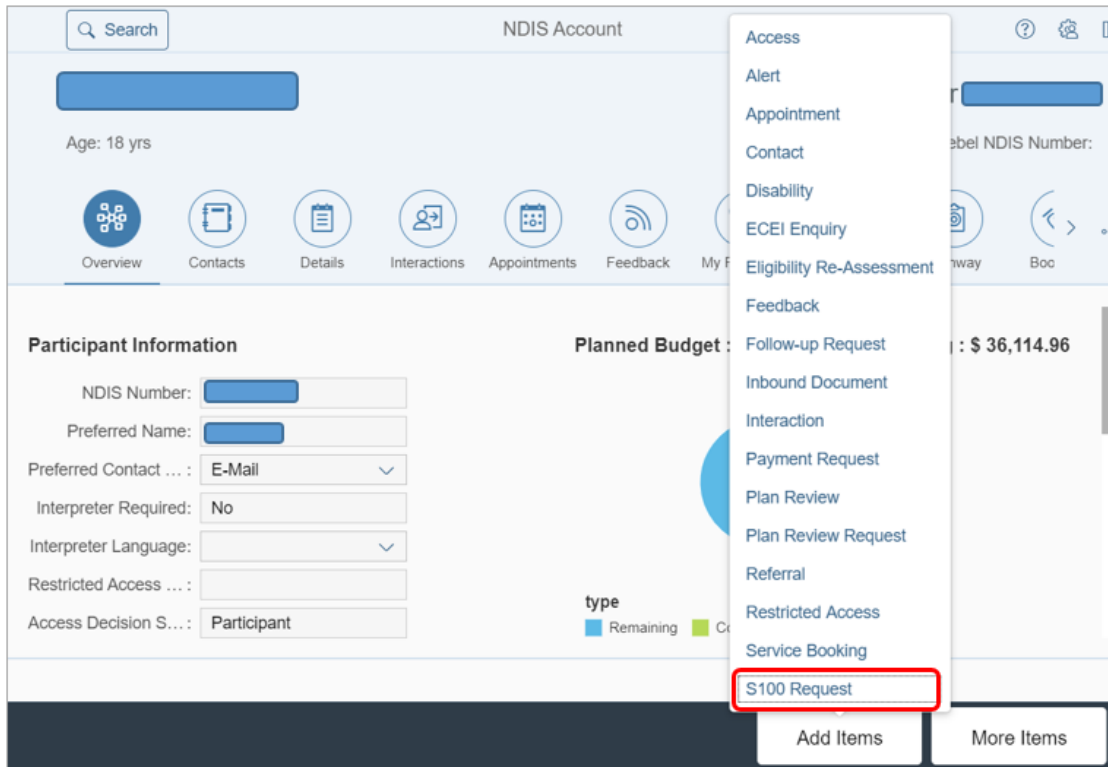 Search
NDIS Account
Age: 18 yrs
ebel NDIS Number:
Overview
Contacts
Details
Interactions
Appointments
Feedback
My
Participant Information
NDIS Number:
Preferred Name:
Preferred Contact ... : E-Mail
Interpreter Required: No
Interpreter Language:
Restricted Access ... :
Access Decision S... : Participant
Planned Budget :
: $ 36,114.96
type
Remaining
Access
Alert
Appointment
Contact
Disability
ECEI Enquiry
Eligibility Re-Assessment
Feedback
Follow-up Request
Inbound Document
Interaction
Payment Request
Plan Review
Plan Review Request
Referral
Restricted Access
Service Booking
S100 Request
Add Items
More Items